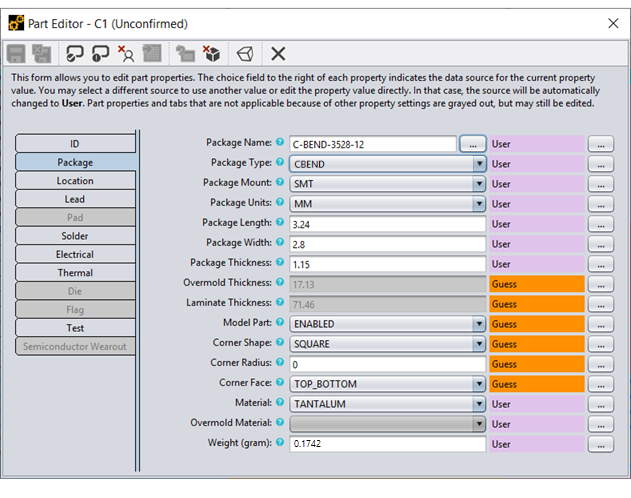 Part Editor - C1 (Unconfirmed)
This form allows you to edit part properties. The choice field to the right of each property indicates the data source for the current property
value. You may select a different source to use another value or edit the property value directly. In that case, the source will be automatically
changed to User. Part properties and tabs that are not applicable because of other property settings are grayed out, but may still be edited.
ID
Package
Location
Lead
Pad
Solder
Electrical
Thermal
Die
Flag
Test
Semiconductor Wearout
Package Name: ? C-BEND-3528-12 ... User ...
Package Type: ? CBEND User ...
Package Mount: ? SMT User ...
Package Units: ? MM User ...
Package Length: ? 3.24 User ...
Package Width: ? 2.8 User ...
Package Thickness: ? 1.15 User ...
Overmold Thickness: ? 17.13 Guess ...
Laminate Thickness: ? 71.46 Guess ...
Model Part: ? ENABLED Guess ...
Corner Shape: ? SQUARE Guess ...
Corner Radius: ? 0 Guess ...
Corner Face: ? TOP_BOTTOM Guess ...
Material: ? TANTALUM User ...
Overmold Material: ? User ...
Weight (gram): ? 0.1742 User ...